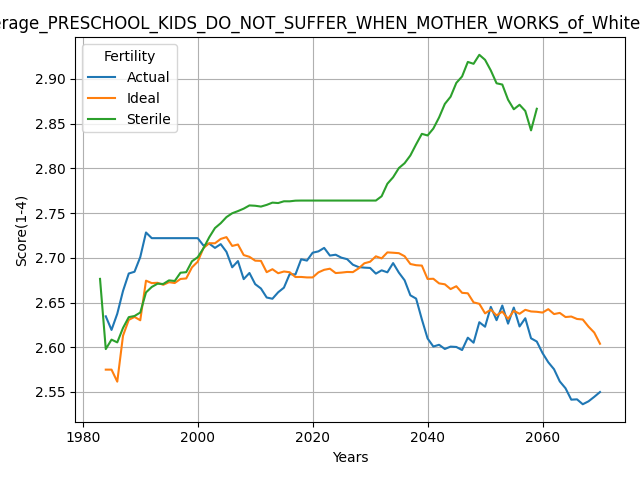 erage_PRESCHOOL_KIDS_DO_NOT_SUFFER_WHEN_MOTHER_WORKS_of_White
Fertility
Actual
Ideal
Sterile
Score(1-4)
2.90
2.85
2.80
2.75
2.70
2.65
2.60
2.55
1980
2000
2020
2040
2060
Years